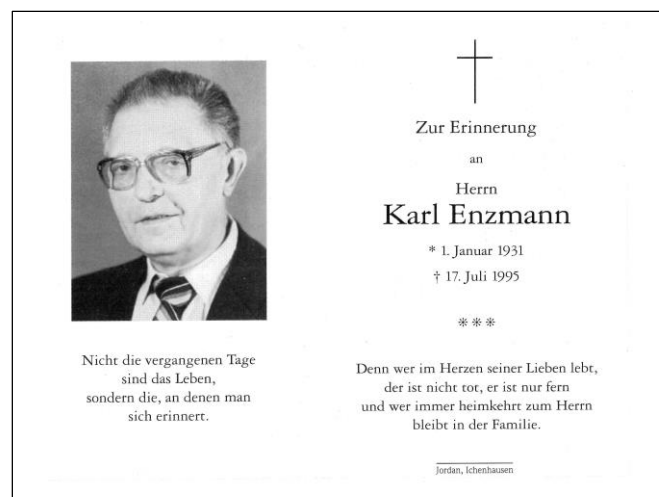 Nicht die vergangenen Tage
sind das Leben,
sondern die, an denen man
sich erinnert.
Zur Erinnerung
an
Herrn
Karl Enzmann
* 1. Januar 1931
† 17. Juli 1995
Denn wer im Herzen seiner Lieben lebt,
der ist nicht tot, er ist nur fern
und wer immer heimkehrt zum Herrn
bleibt in der Familie.
Jordan, Ichenhausen